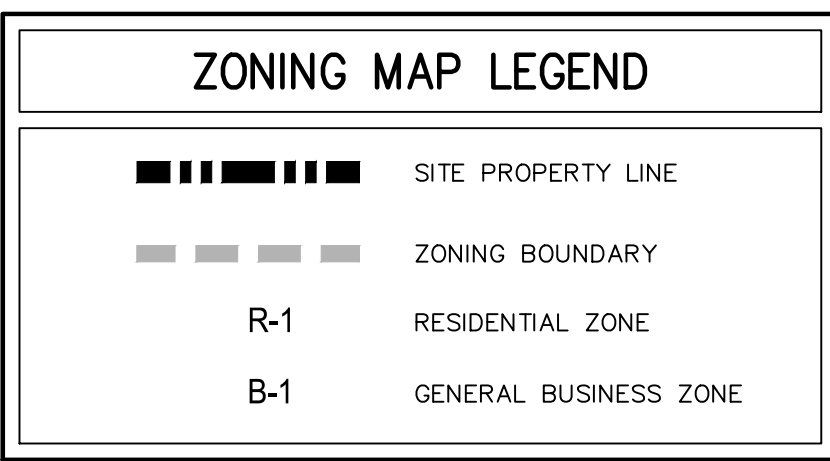 ZONING MAP LEGEND
SITE PROPERTY LINE
ZONING BOUNDARY
R-1 RESIDENTIAL ZONE
B-1 GENERAL BUSINESS ZONE